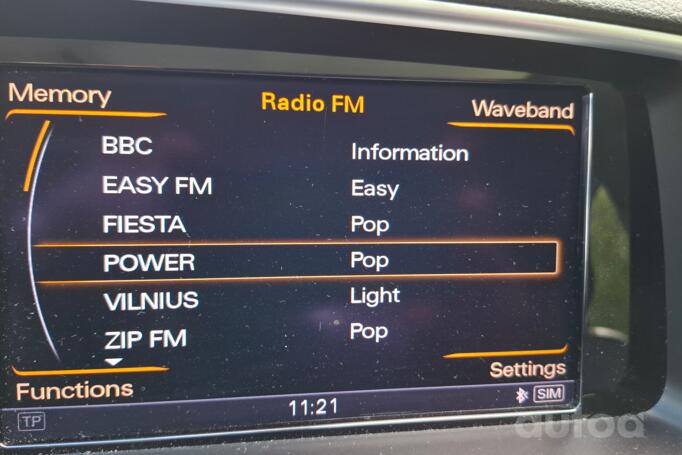 Memory
Radio FM
Waveband
BBC Information
EASY FM Easy
FIESTA Pop
POWER Pop
VILNIUS Light
ZIP FM Pop
Functions
Settings
TP
11:21
SIM
autoa